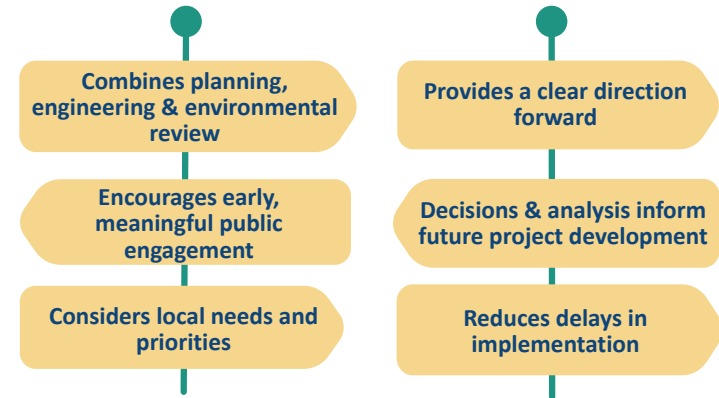 Combines planning,
engineering & environmental
review
Encourages early,
meaningful public
engagement
Considers local needs and
priorities
Provides a clear direction
forward
Decisions & analysis inform
future project development
Reduces delays in
implementation